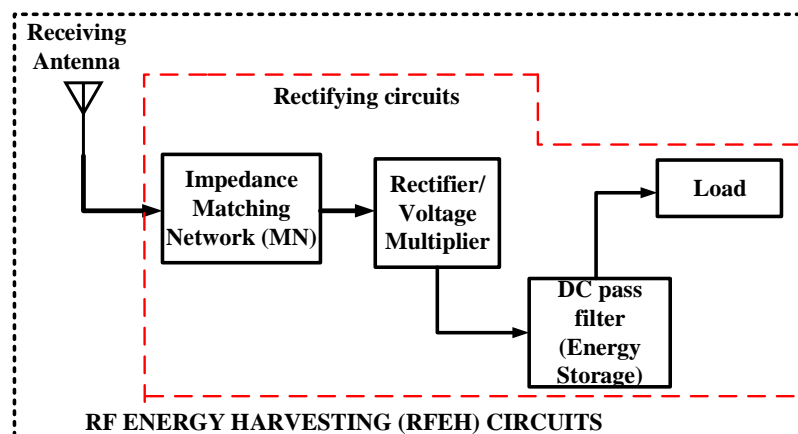 Receiving
Antenna
Rectifying circuits
Impedance
Matching
Network (MN)
Rectifier/
Voltage
Multiplier
Load
DC pass
filter
(Energy
Storage)
RF ENERGY HARVESTING (RFEH) CIRCUITS